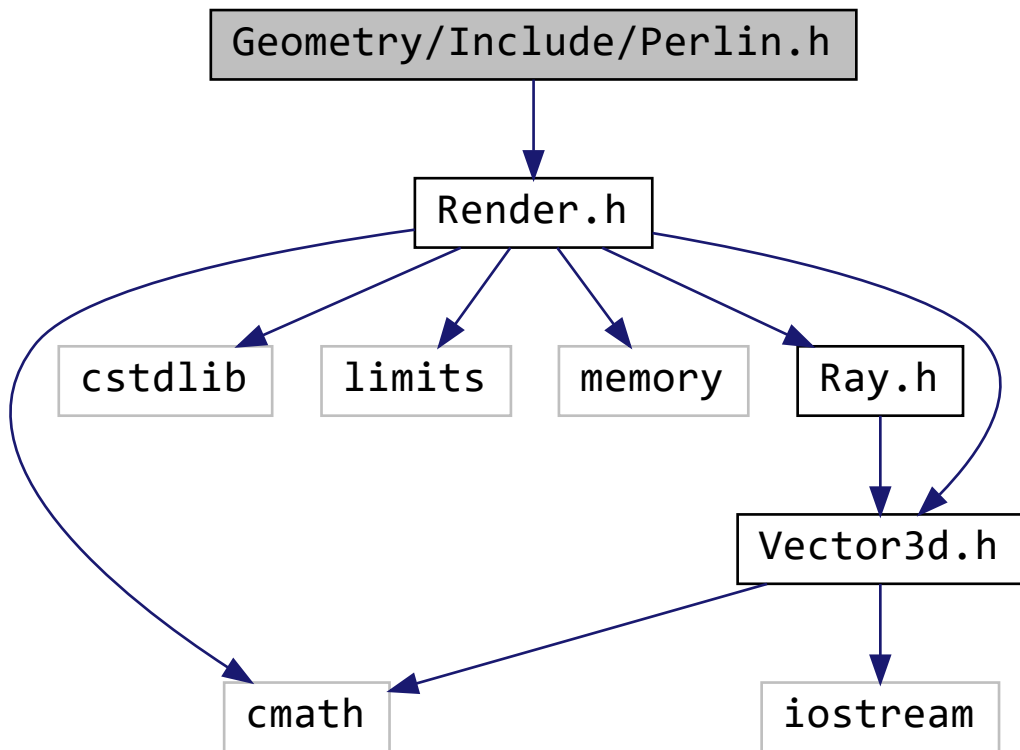 Geometry/Include/Perlin.h
Render.h
cstdlib
limits
memory
Ray.h
Vector3d.h
cmath
iostream